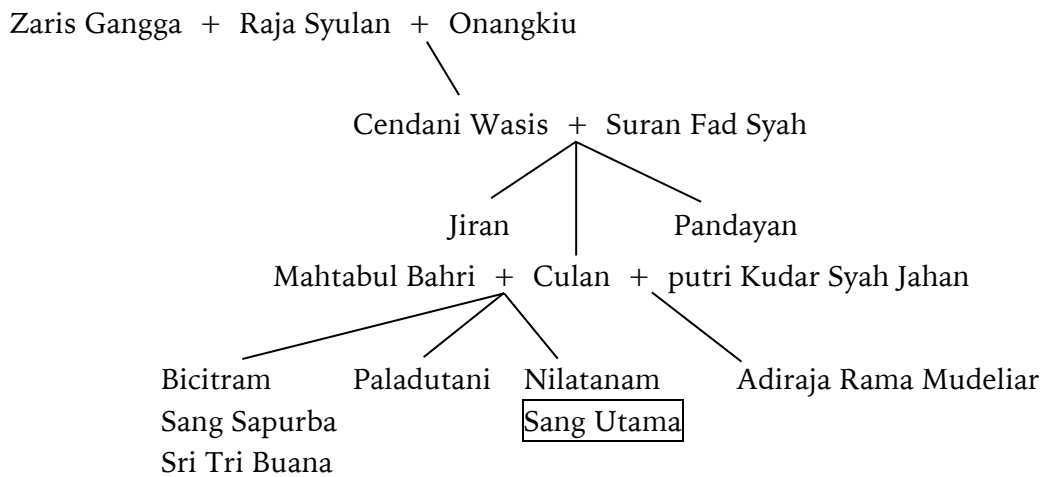 Zaris Gangga + Raja Syulan + Onangkiu
Cendani Wasis + Suran Fad Syah
Jiran Pandayan
Mahtabul Bahri + Culan + putri Kudar Syah Jahan
Bicitram Paladutani Nilatanam Adiraja Rama Mudeliar
Sang Sapurba Sang Utama
Sri Tri Buana